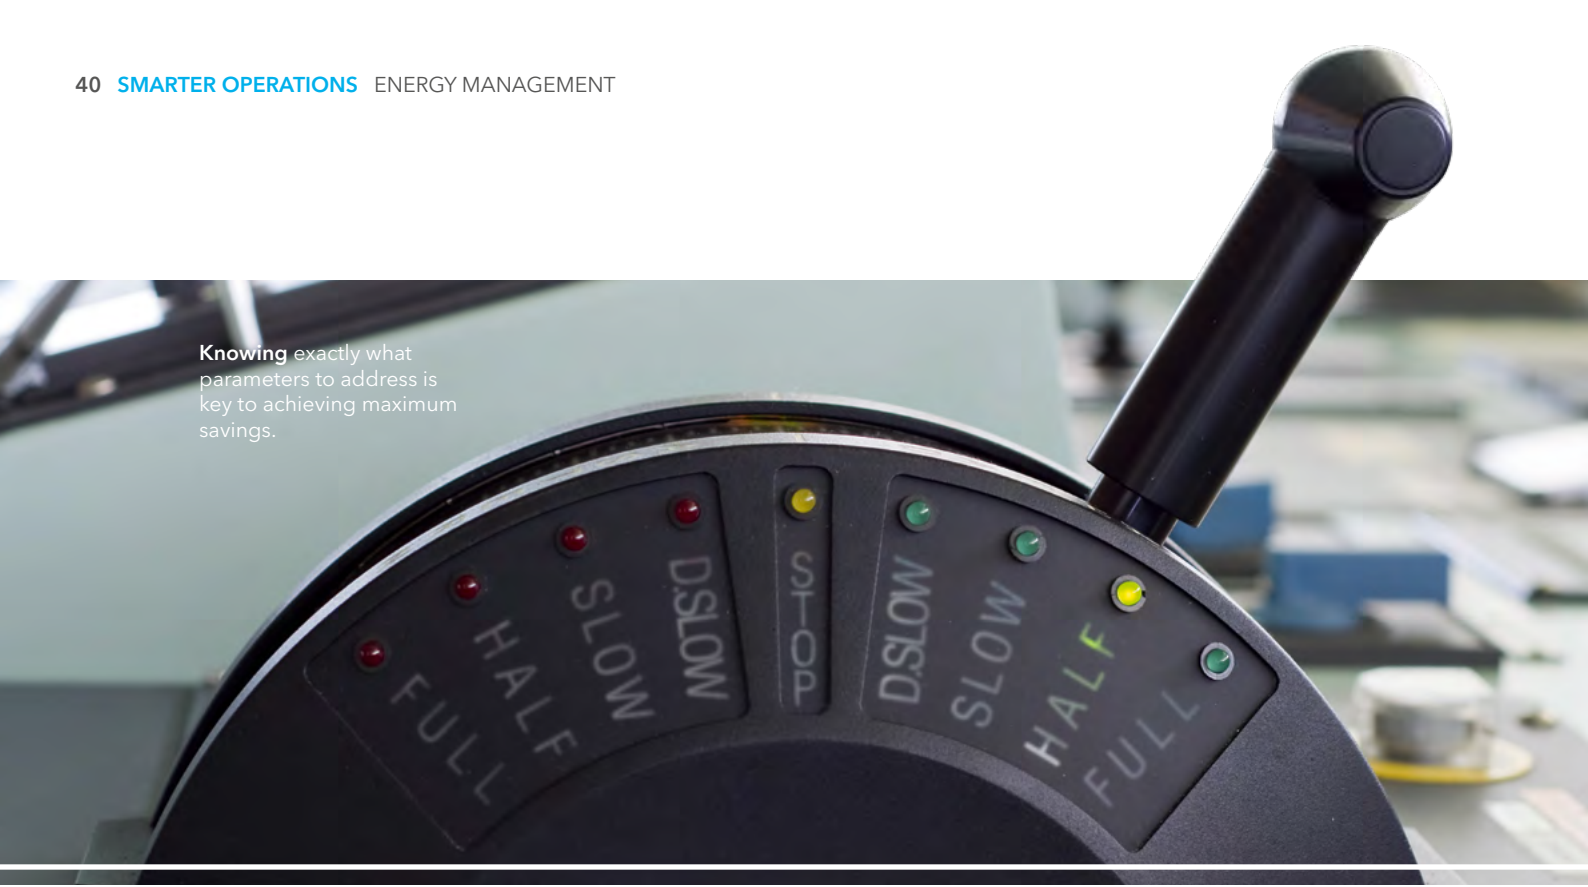 40 SMARTER OPERATIONS ENERGY MANAGEMENT
Knowing exactly what
parameters to address is
key to achieving maximum
savings.
FULL
HALF
SLOW
D.SLOW
STOP
D.SLOW
SLOW
HALF
FULL